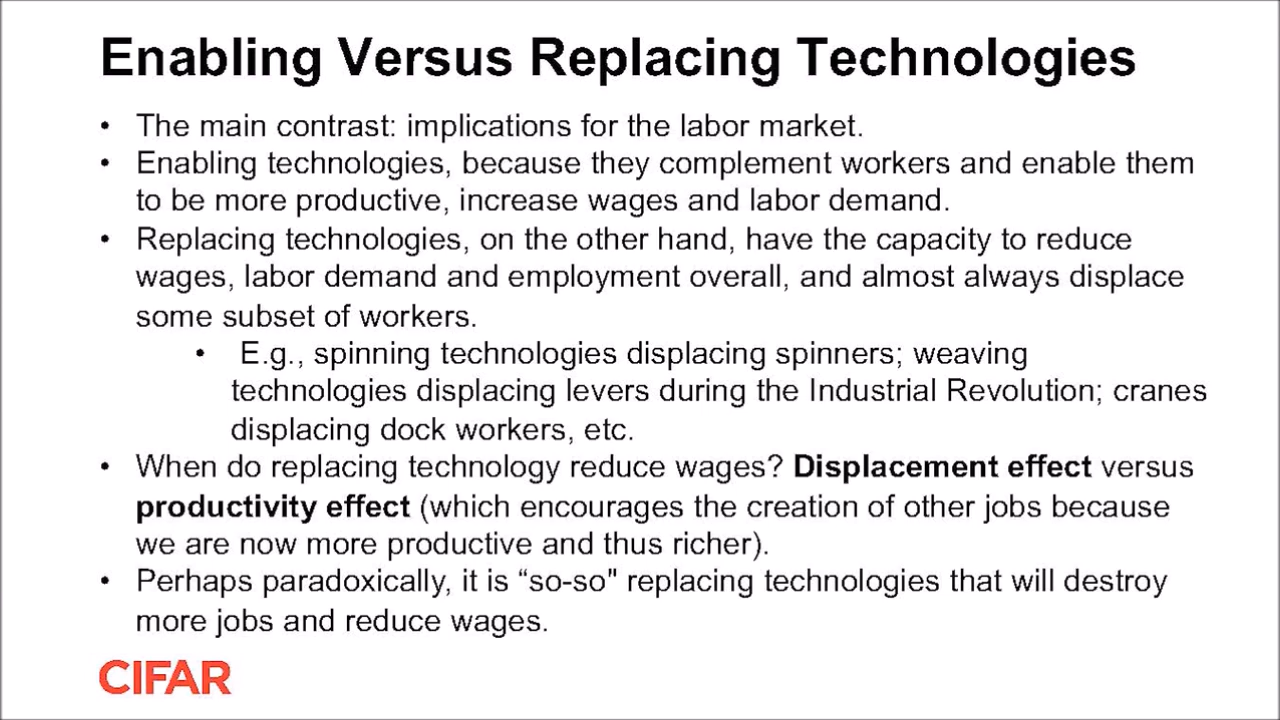 Enabling Versus Replacing Technologies
• The main contrast: implications for the labor market.
• Enabling technologies, because they complement workers and enable them
to be more productive, increase wages and labor demand.
• Replacing technologies, on the other hand, have the capacity to reduce
wages, labor demand and employment overall, and almost always displace
some subset of workers.
• E.g., spinning technologies displacing spinners; weaving
technologies displacing levers during the Industrial Revolution; cranes
displacing dock workers, etc.
• When do replacing technology reduce wages? Displacement effect versus
productivity effect (which encourages the creation of other jobs because
we are now more productive and thus richer).
• Perhaps paradoxically, it is “so-so" replacing technologies that will destroy
more jobs and reduce wages.
CIFAR